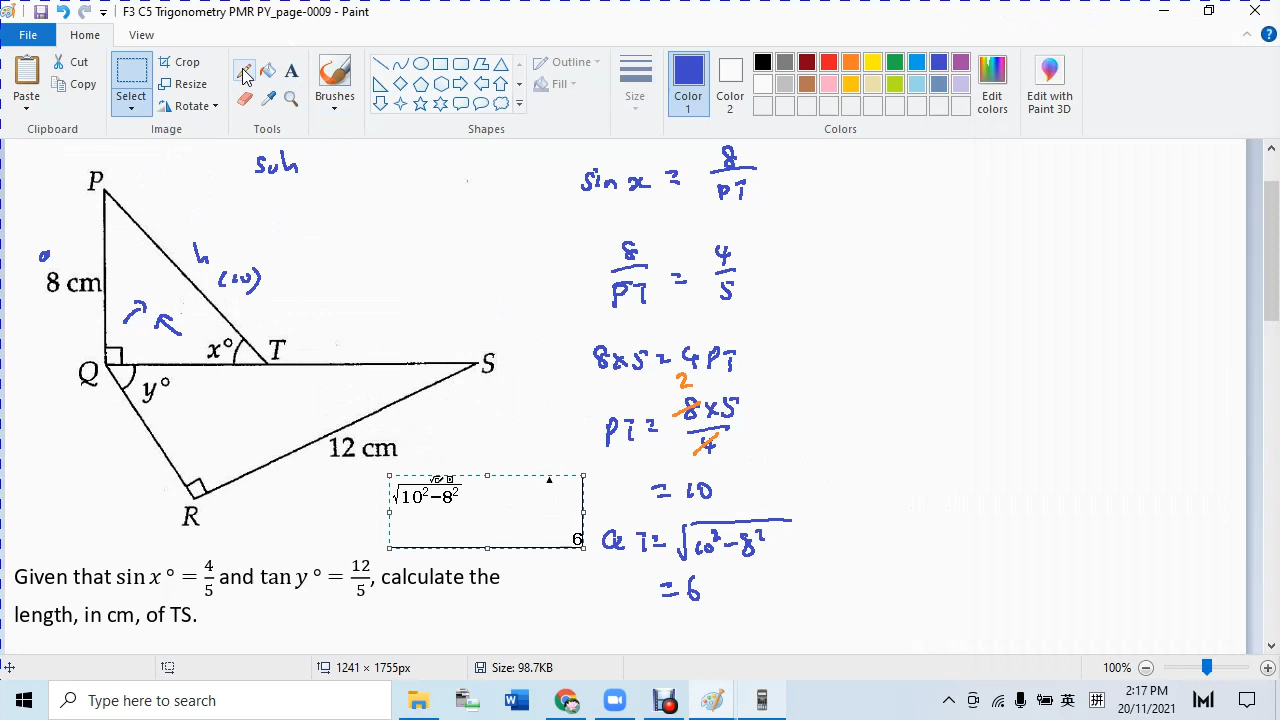 F3 C5 Trigonometry PMR PY_page-0009 - Paint
File Home View
Paste Cut Copy Clipboard
Select Crop Resize Rotate Image
Tools
Brushes
Outline Fill Shapes
Size
Color 1 Color 2 Edit colors Colors
Edit with Paint 3D
soh
P
h
(10)
o
8 cm
x° T
Q y° S
12 cm
R
√10²−8²
6
Given that sin x ° = 4/5 and tan y ° = 12/5, calculate the
length, in cm, of TS.
sin x = 8/PT
8/PT = 4/5
8×5 = 4PT
2
PT = 8×5/4
= 10
QT = √10²−8²
= 6
1241 × 1755px Size: 98.7KB 100%
Type here to search
英 拼
2:17 PM
20/11/2021